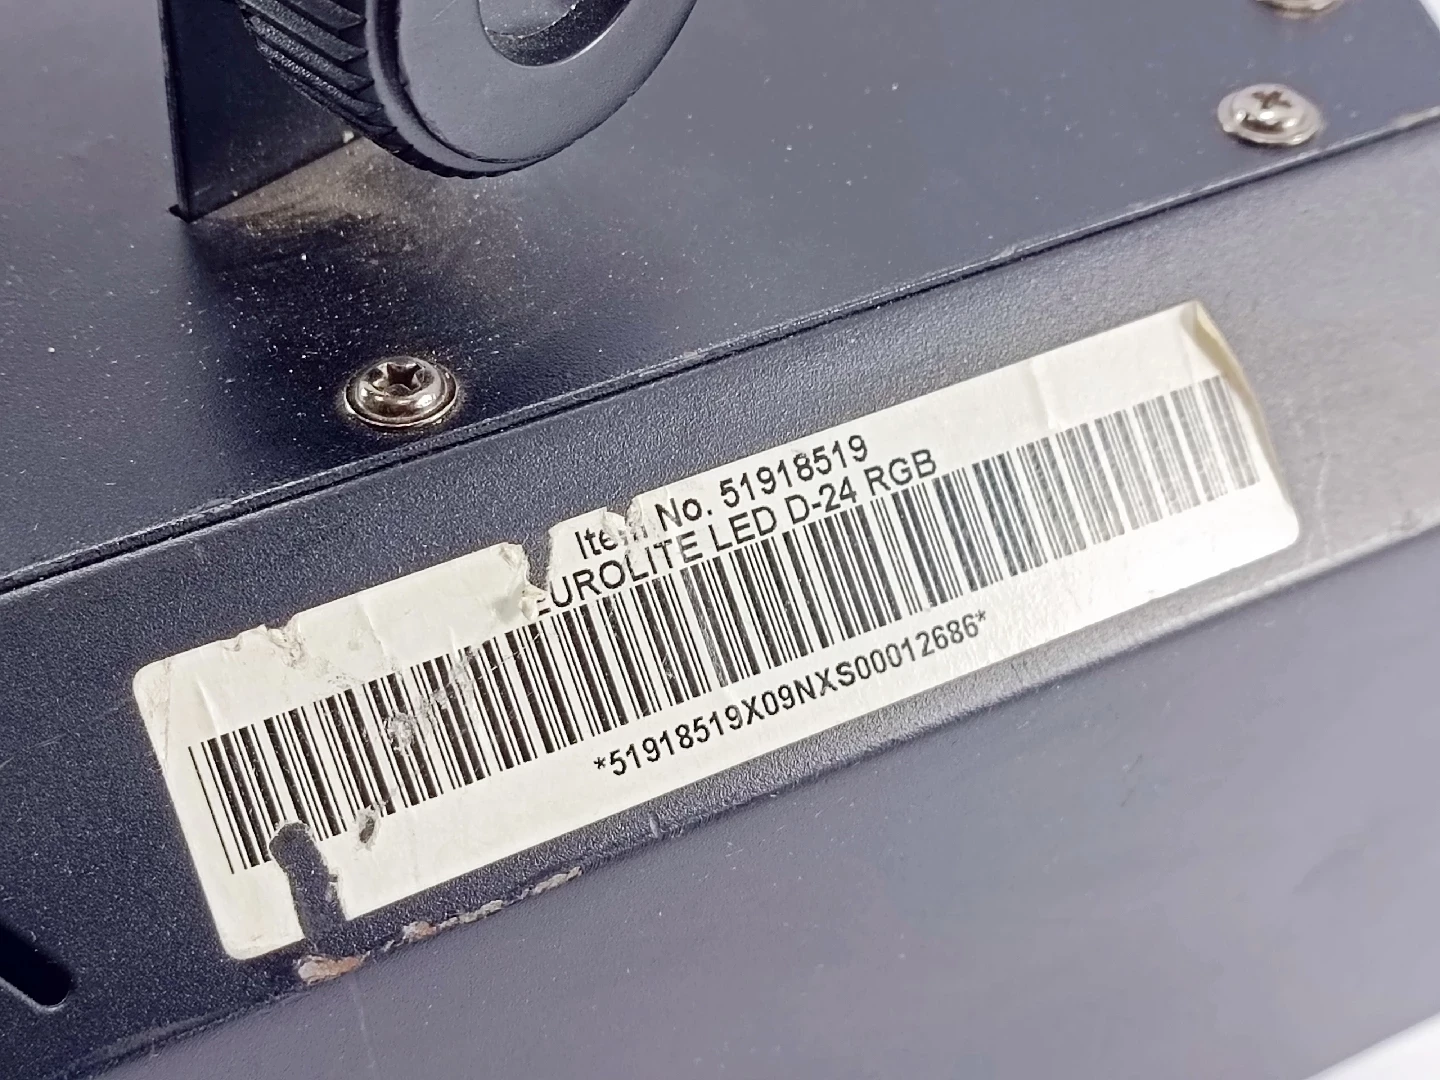 Item No. 51918519
EUROLITE LED D-24 RGB
*51918519X09NXS00012686*